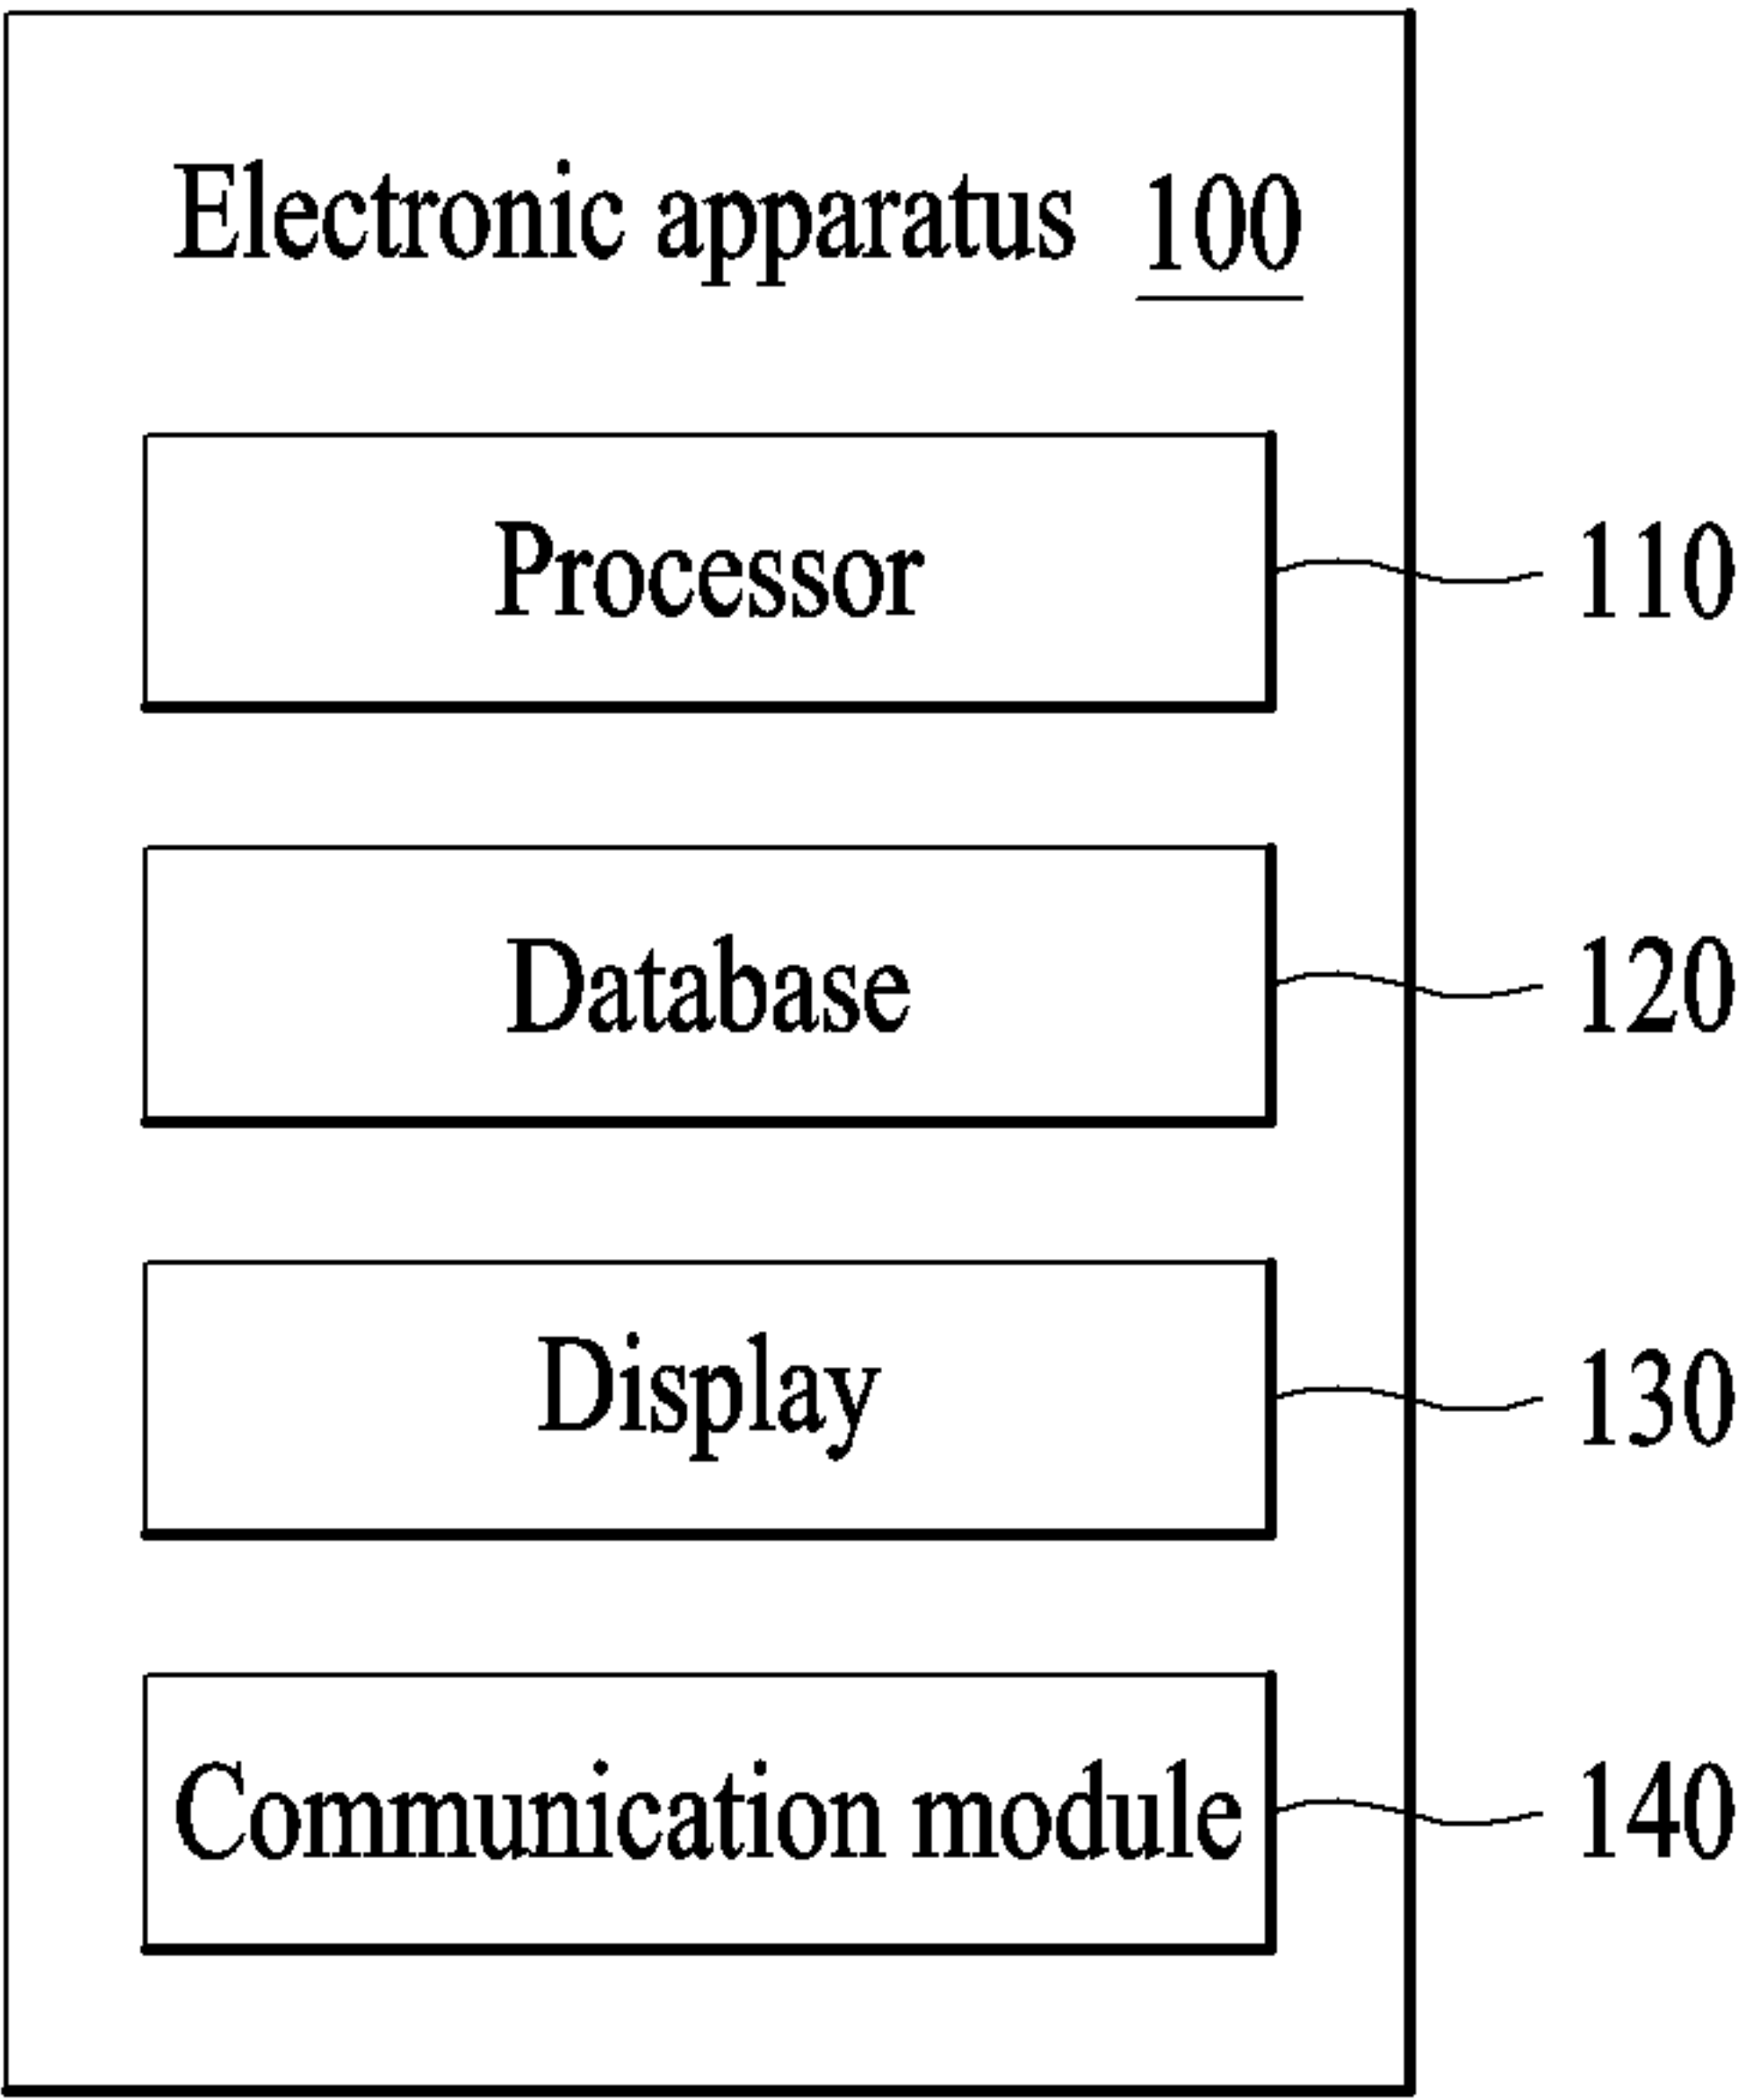 Electronic apparatus 100
Processor 110
Database 120
Display 130
Communication module 140